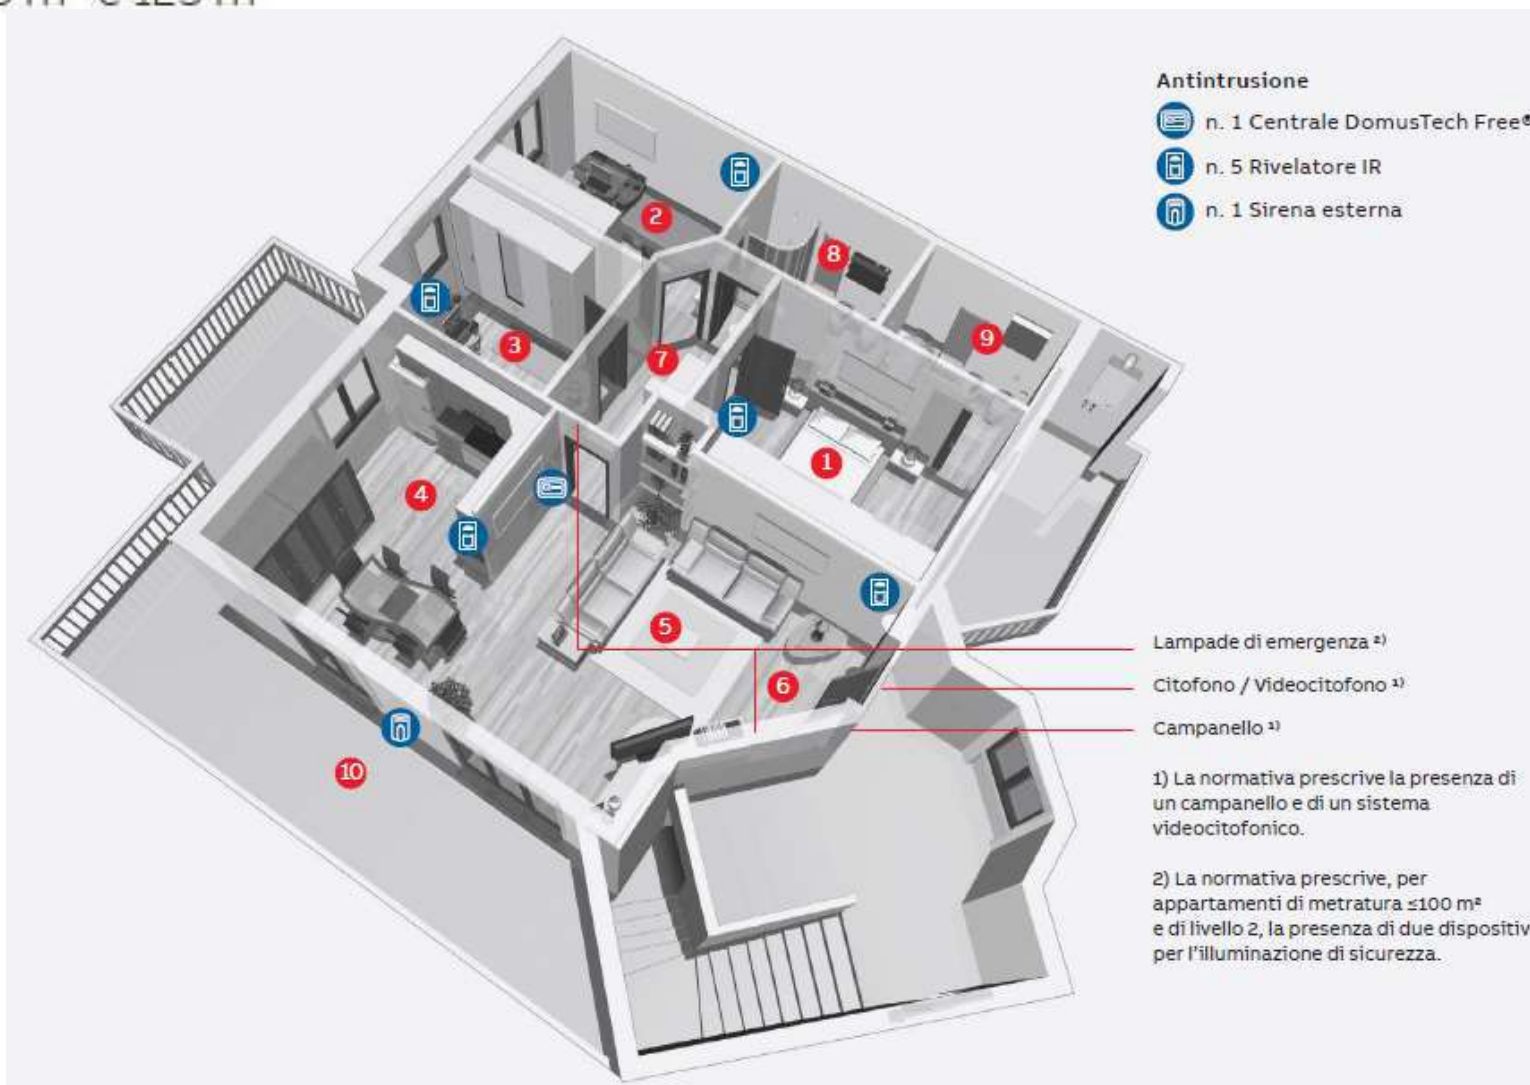 Antintrusione
n. 1 Centrale DomusTech Free®
n. 5 Rivelatore IR
n. 1 Sirena esterna
2
8
3
7
9
1
4
5
6
10
Lampade di emergenza ²⁾
Citofono / Videocitofono ¹⁾
Campanello ¹⁾
1) La normativa prescrive la presenza di
un campanello e di un sistema
videocitofonico.
2) La normativa prescrive, per
appartamenti di metratura ≤100 m²
e di livello 2, la presenza di due dispositiv
per l'illuminazione di sicurezza.